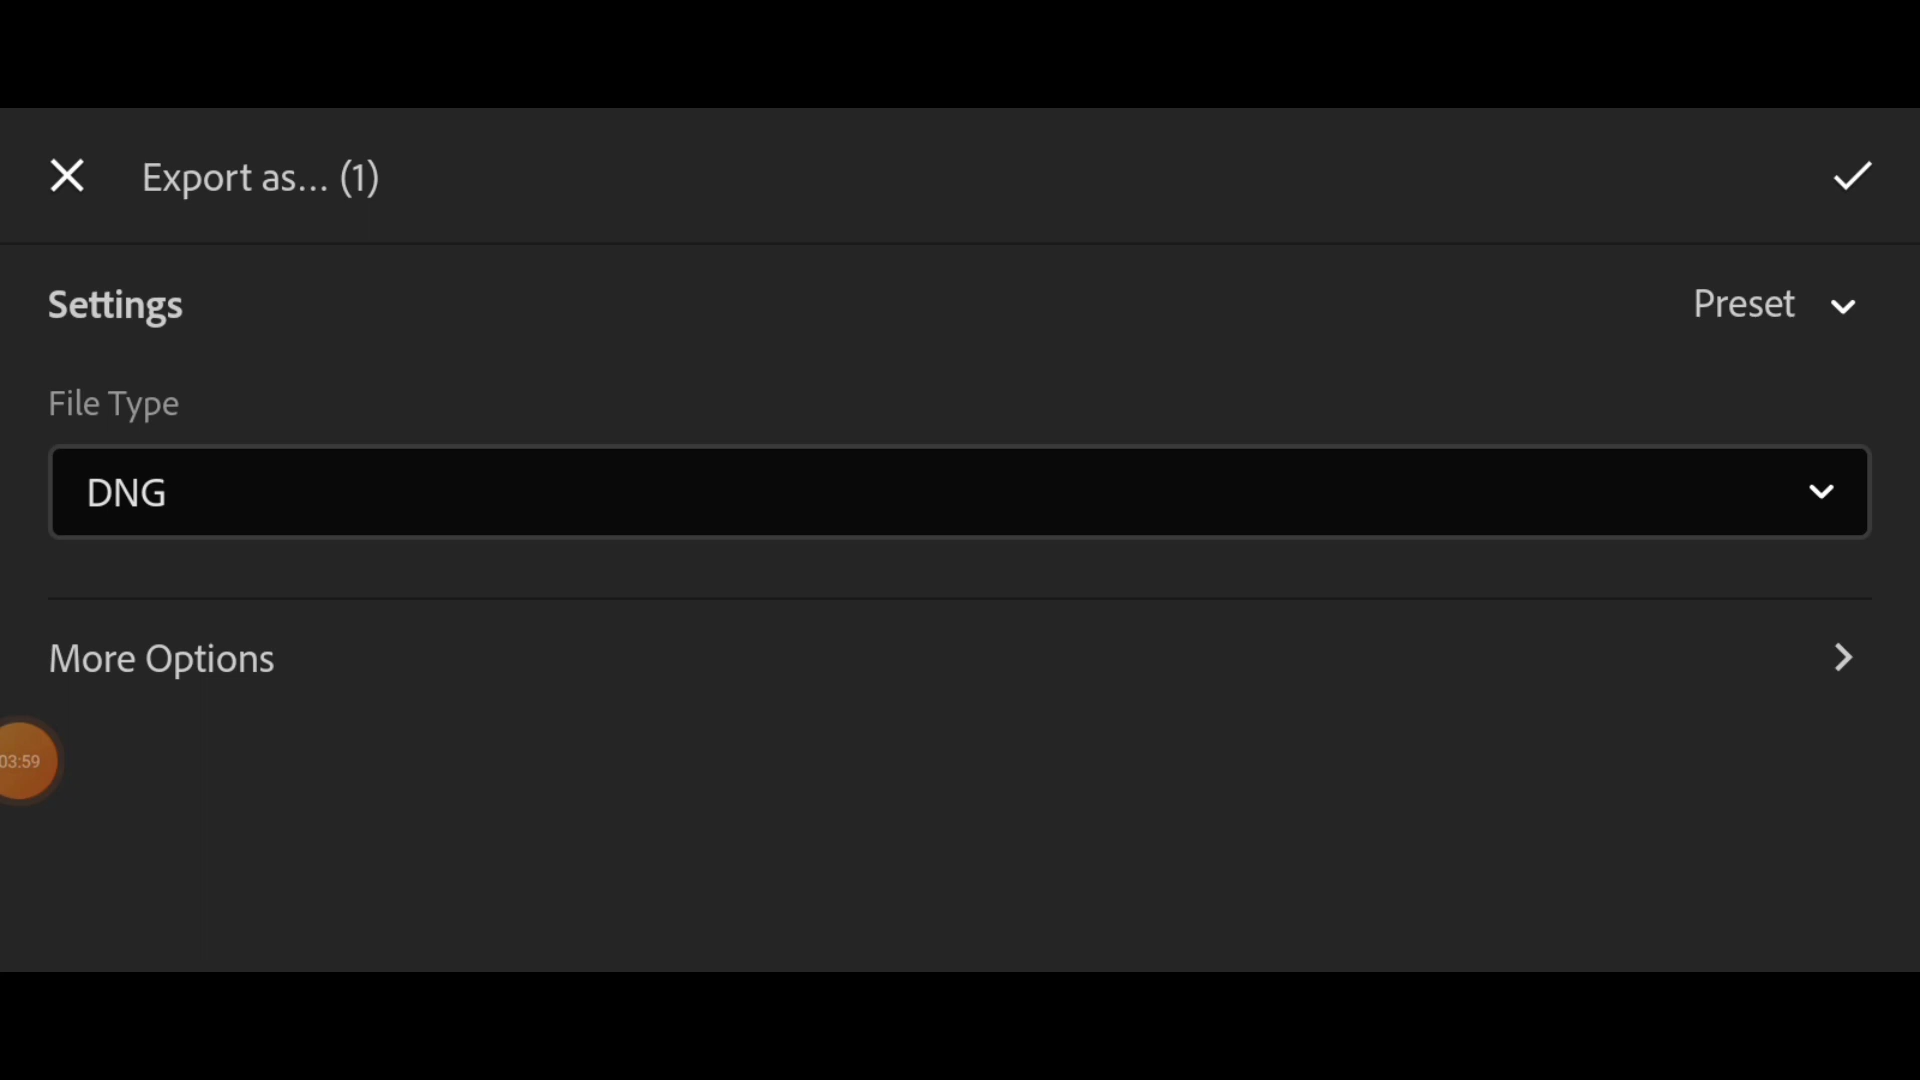 Export as... (1)
Settings
Preset
File Type
DNG
More Options
03:59